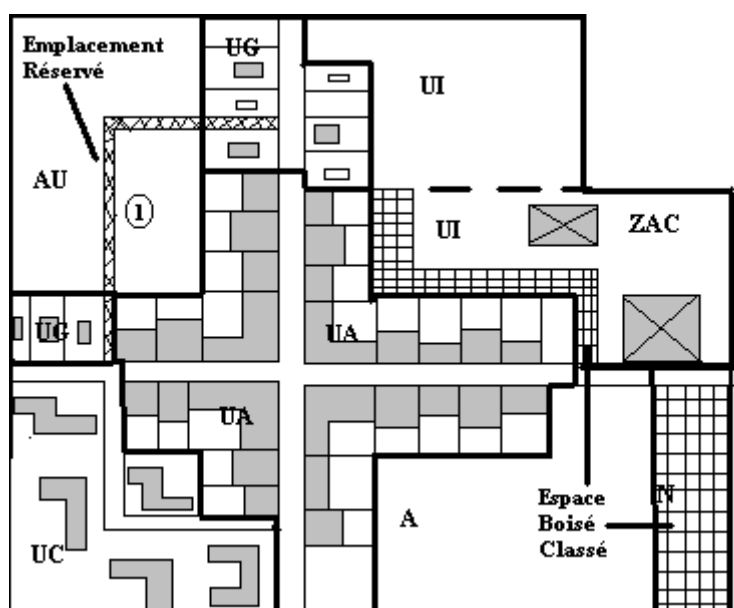 Emplacement
Réservé
UG
UI
AU
1
UI
ZAC
UG
UA
UA
Espace
Boisé
Classé
N
A
UC